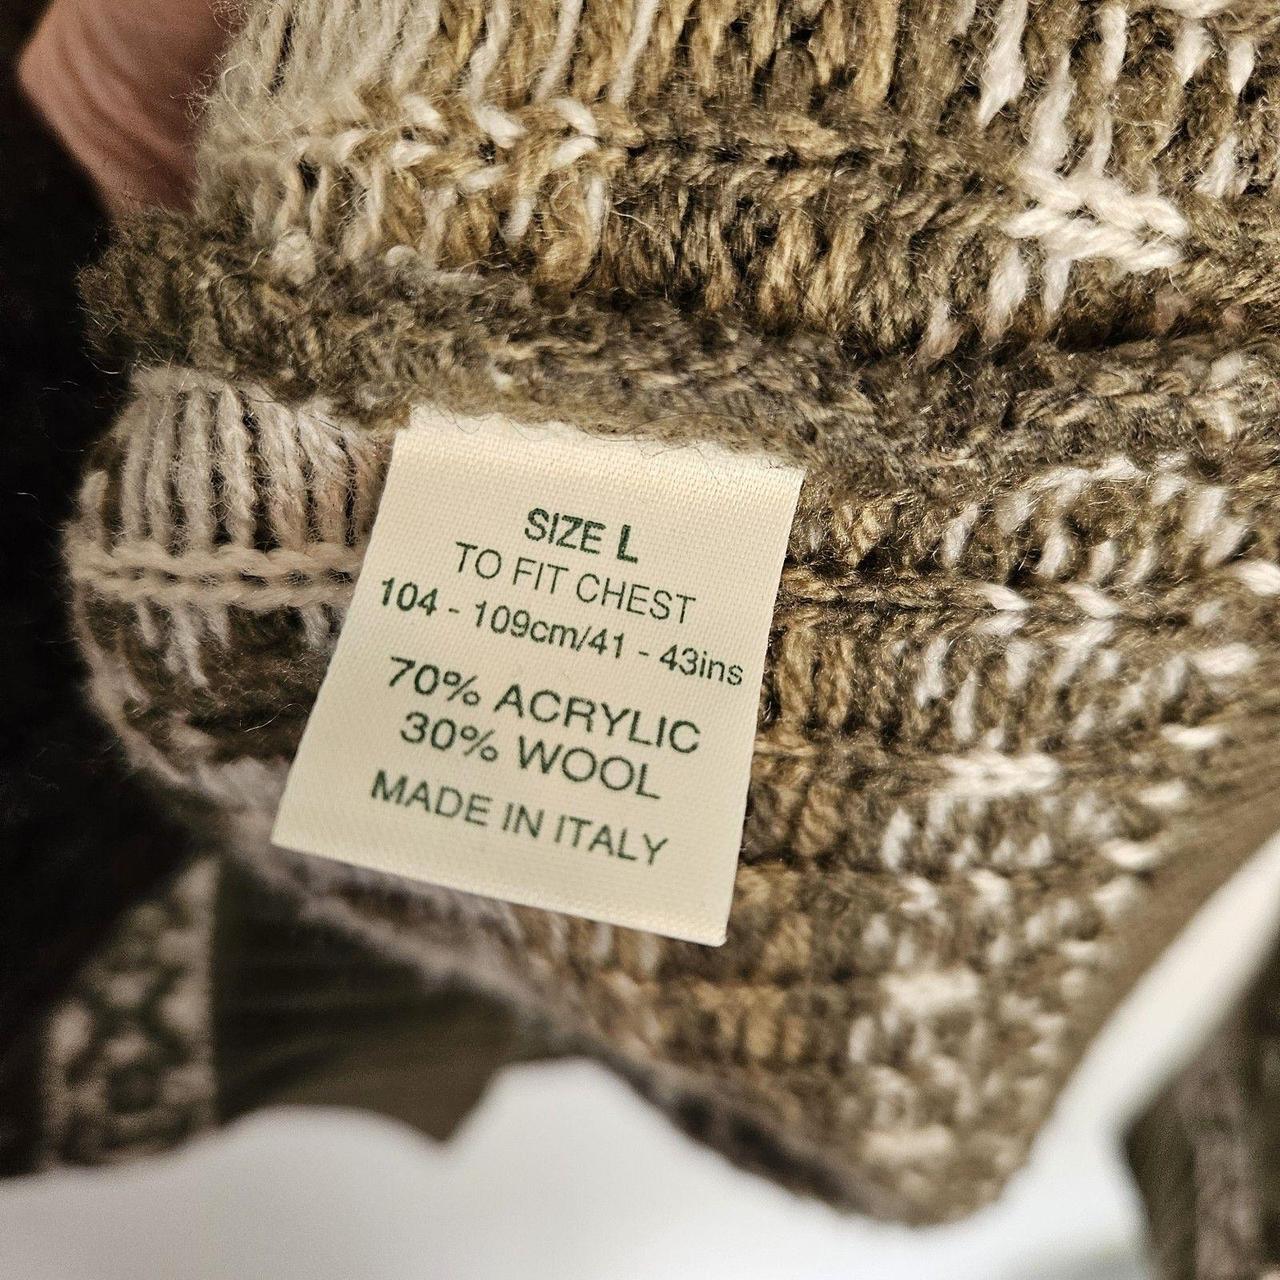 SIZE L
TO FIT CHEST
104 - 109cm/41 - 43ins
70% ACRYLIC
30% WOOL
MADE IN ITALY